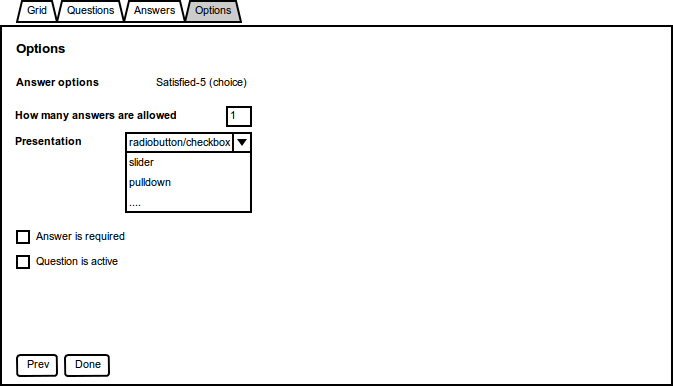 Grid Questions Answers Options
Options
Answer options Satisfied-5 (choice)
How many answers are allowed 1
Presentation radiobutton/checkbox
slider
pulldown
....
Answer is required
Question is active
Prev Done